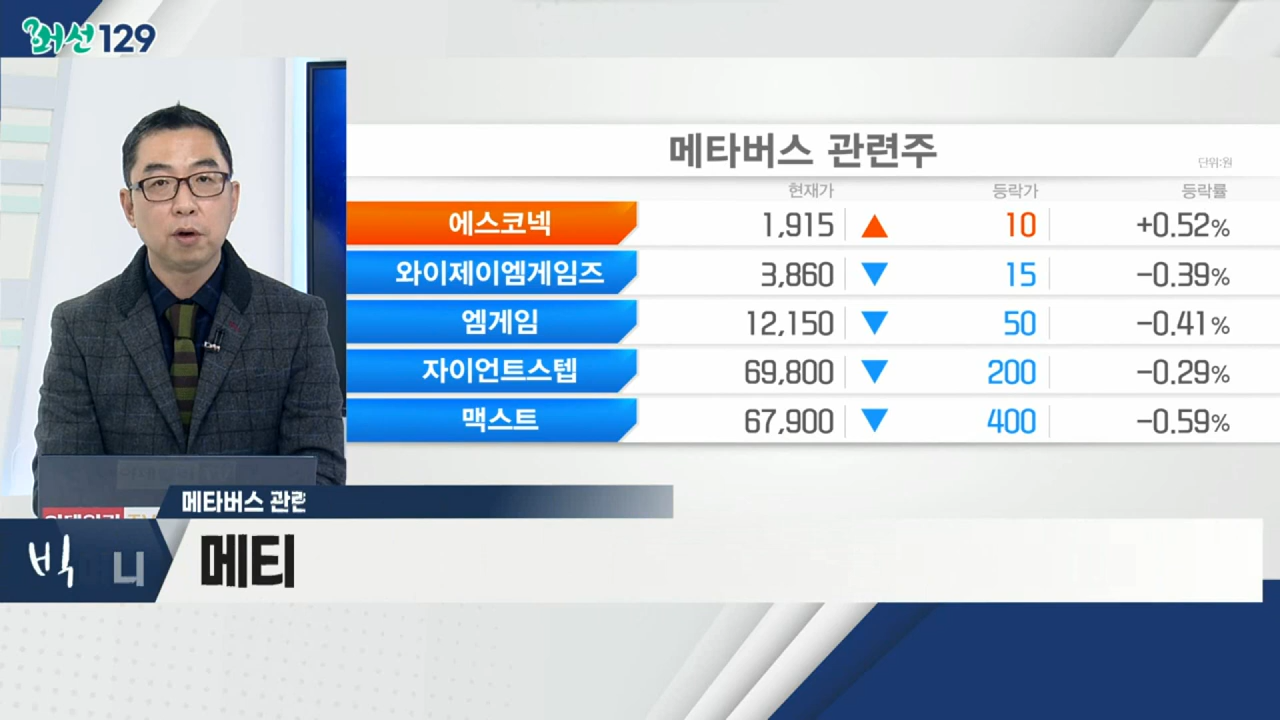 머선129
메타버스 관련주
단위:원
현재가 등락가 등락률
에스코넥 1,915 ▲ 10 +0.52%
와이제이엠게임즈 3,860 ▼ 15 -0.39%
엠게임 12,150 ▼ 50 -0.41%
자이언트스텝 69,800 ▼ 200 -0.29%
맥스트 67,900 ▼ 400 -0.59%
메타버스 관련
빅 니
메티